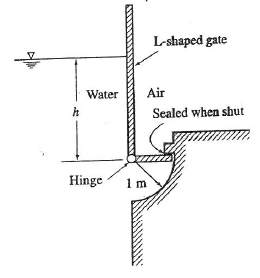 L-shaped gate
Water
Air
h
Sealed when shut
Hinge
1 m